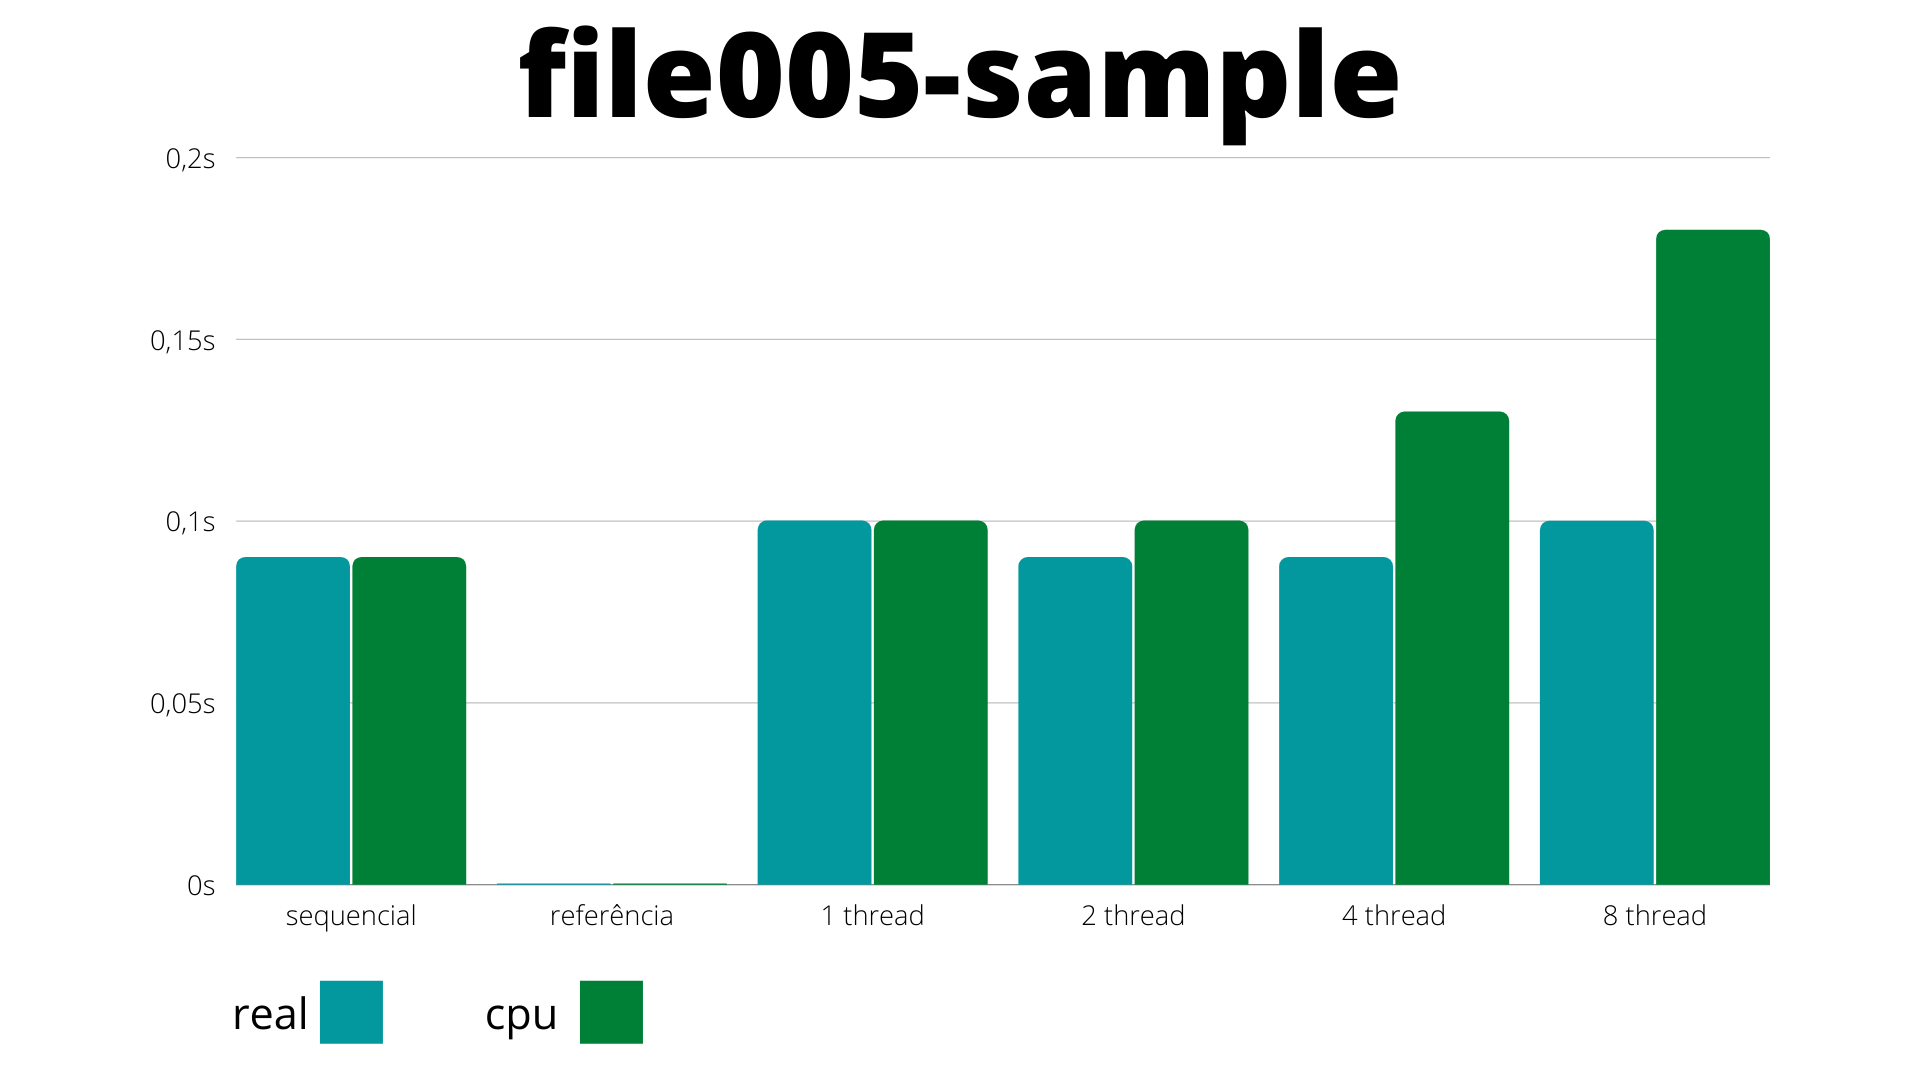 file005-sample
0,2s
0,15s
0,1s
0,05s
0s
sequencial referência 1 thread 2 thread 4 thread 8 thread
real cpu